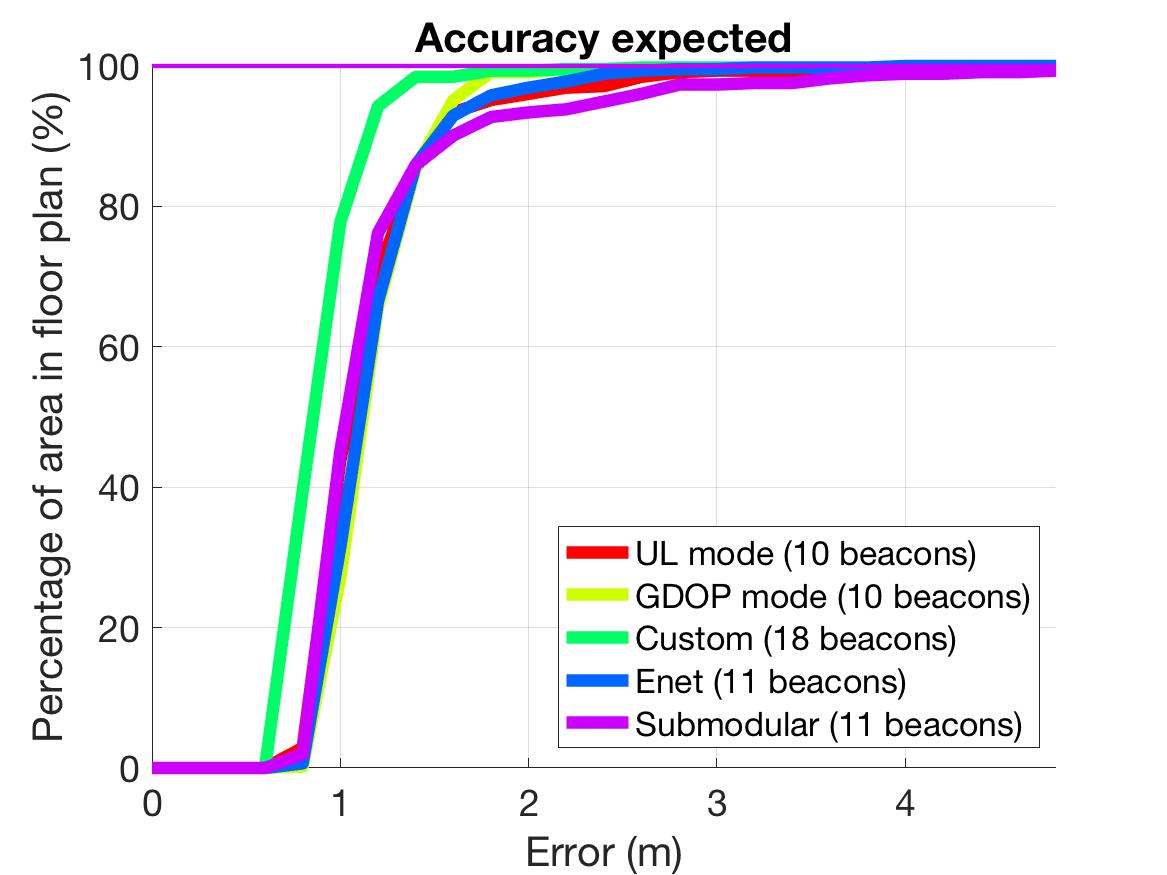 Accuracy expected
Percentage of area in floor plan (%)
100
80
60
40
20
0
0 1 2 3 4
Error (m)
UL mode (10 beacons)
GDOP mode (10 beacons)
Custom (18 beacons)
Enet (11 beacons)
Submodular (11 beacons)